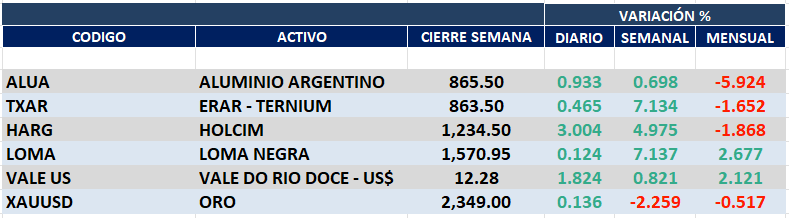 VARIACIÓN %
CODIGO ACTIVO CIERRE SEMANA DIARIO SEMANAL MENSUAL
ALUA ALUMINIO ARGENTINO 865.50 0.933 0.698 -5.924
TXAR ERAR - TERNIUM 863.50 0.465 7.134 -1.652
HARG HOLCIM 1,234.50 3.004 4.975 -1.868
LOMA LOMA NEGRA 1,570.95 0.124 7.137 2.677
VALE US VALE DO RIO DOCE - US$ 12.28 1.824 0.821 2.121
XAUUSD ORO 2,349.00 0.136 -2.259 -0.517